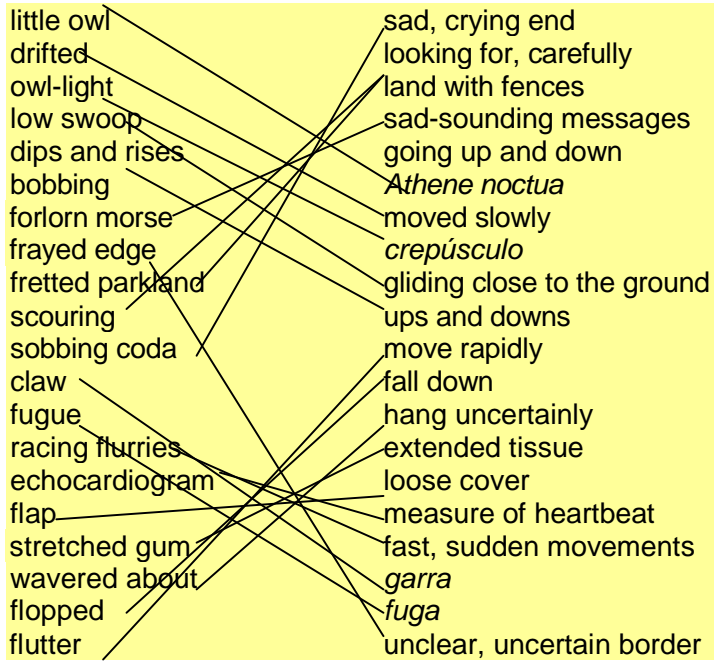 little owl sad, crying end
drifted looking for, carefully
owl-light land with fences
low swoop sad-sounding messages
dips and rises going up and down
bobbing Athene noctua
forlorn morse moved slowly
frayed edge crepúsculo
fretted parkland gliding close to the ground
scouring ups and downs
sobbing coda move rapidly
claw fall down
fugue hang uncertainly
racing flurries extended tissue
echocardiogram loose cover
flap measure of heartbeat
stretched gum fast, sudden movements
wavered about garra
flopped fuga
flutter unclear, uncertain border